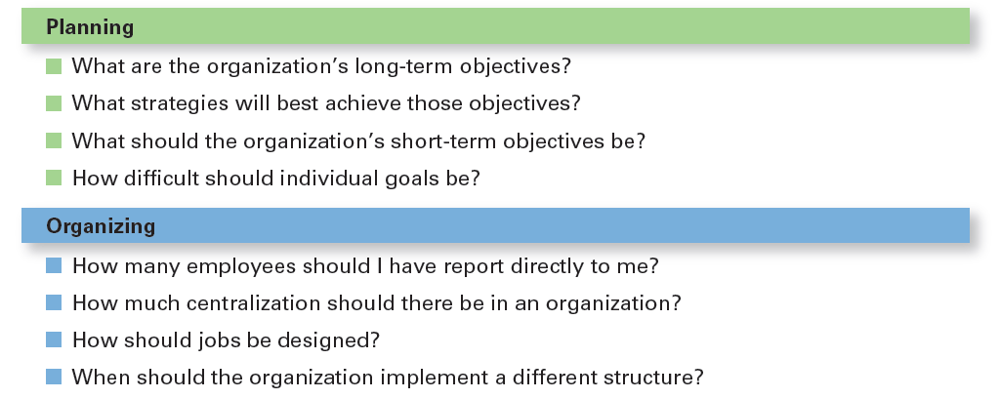 Planning
What are the organization's long-term objectives?
What strategies will best achieve those objectives?
What should the organization's short-term objectives be?
How difficult should individual goals be?
Organizing
How many employees should I have report directly to me?
How much centralization should there be in an organization?
How should jobs be designed?
When should the organization implement a different structure?